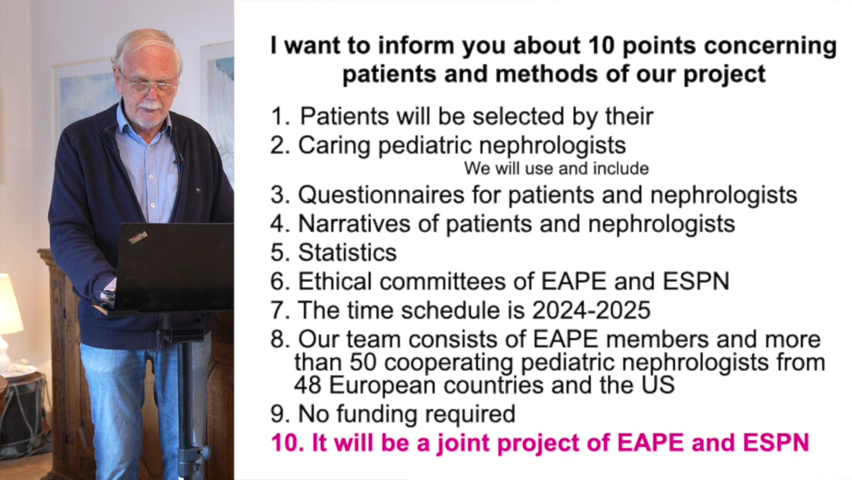 I want to inform you about 10 points concerning
patients and methods of our project
1. Patients will be selected by their
2. Caring pediatric nephrologists
We will use and include
3. Questionnaires for patients and nephrologists
4. Narratives of patients and nephrologists
5. Statistics
6. Ethical committees of EAPE and ESPN
7. The time schedule is 2024-2025
8. Our team consists of EAPE members and more
than 50 cooperating pediatric nephrologists from
48 European countries and the US
9. No funding required
10. It will be a joint project of EAPE and ESPN
ThinkPad